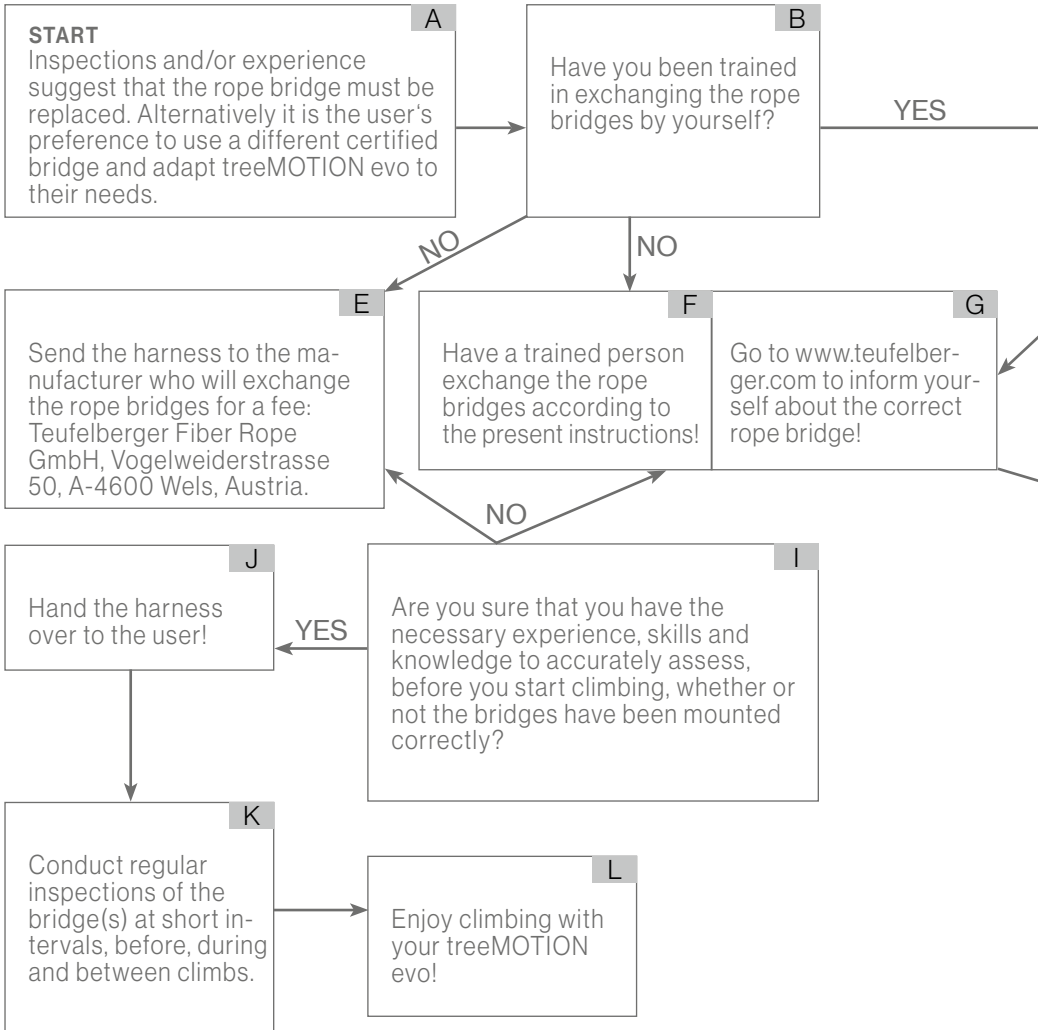 A
START
Inspections and/or experience
suggest that the rope bridge must be
replaced. Alternatively it is the user‘s
preference to use a different certified
bridge and adapt treeMOTION evo to
their needs.
B
Have you been trained
in exchanging the rope
bridges by yourself?
YES
NO
NO
E
Send the harness to the ma-
nufacturer who will exchange
the rope bridges for a fee:
Teufelberger Fiber Rope
GmbH, Vogelweiderstrasse
50, A-4600 Wels, Austria.
F
Have a trained person
exchange the rope
bridges according to
the present instructions!
G
Go to www.teufelber-
ger.com to inform your-
self about the correct
rope bridge!
NO
I
Are you sure that you have the
necessary experience, skills and
knowledge to accurately assess,
before you start climbing, whether or
not the bridges have been mounted
correctly?
YES
J
Hand the harness
over to the user!
K
Conduct regular
inspections of the
bridge(s) at short in-
tervals, before, during
and between climbs.
L
Enjoy climbing with
your treeMOTION
evo!